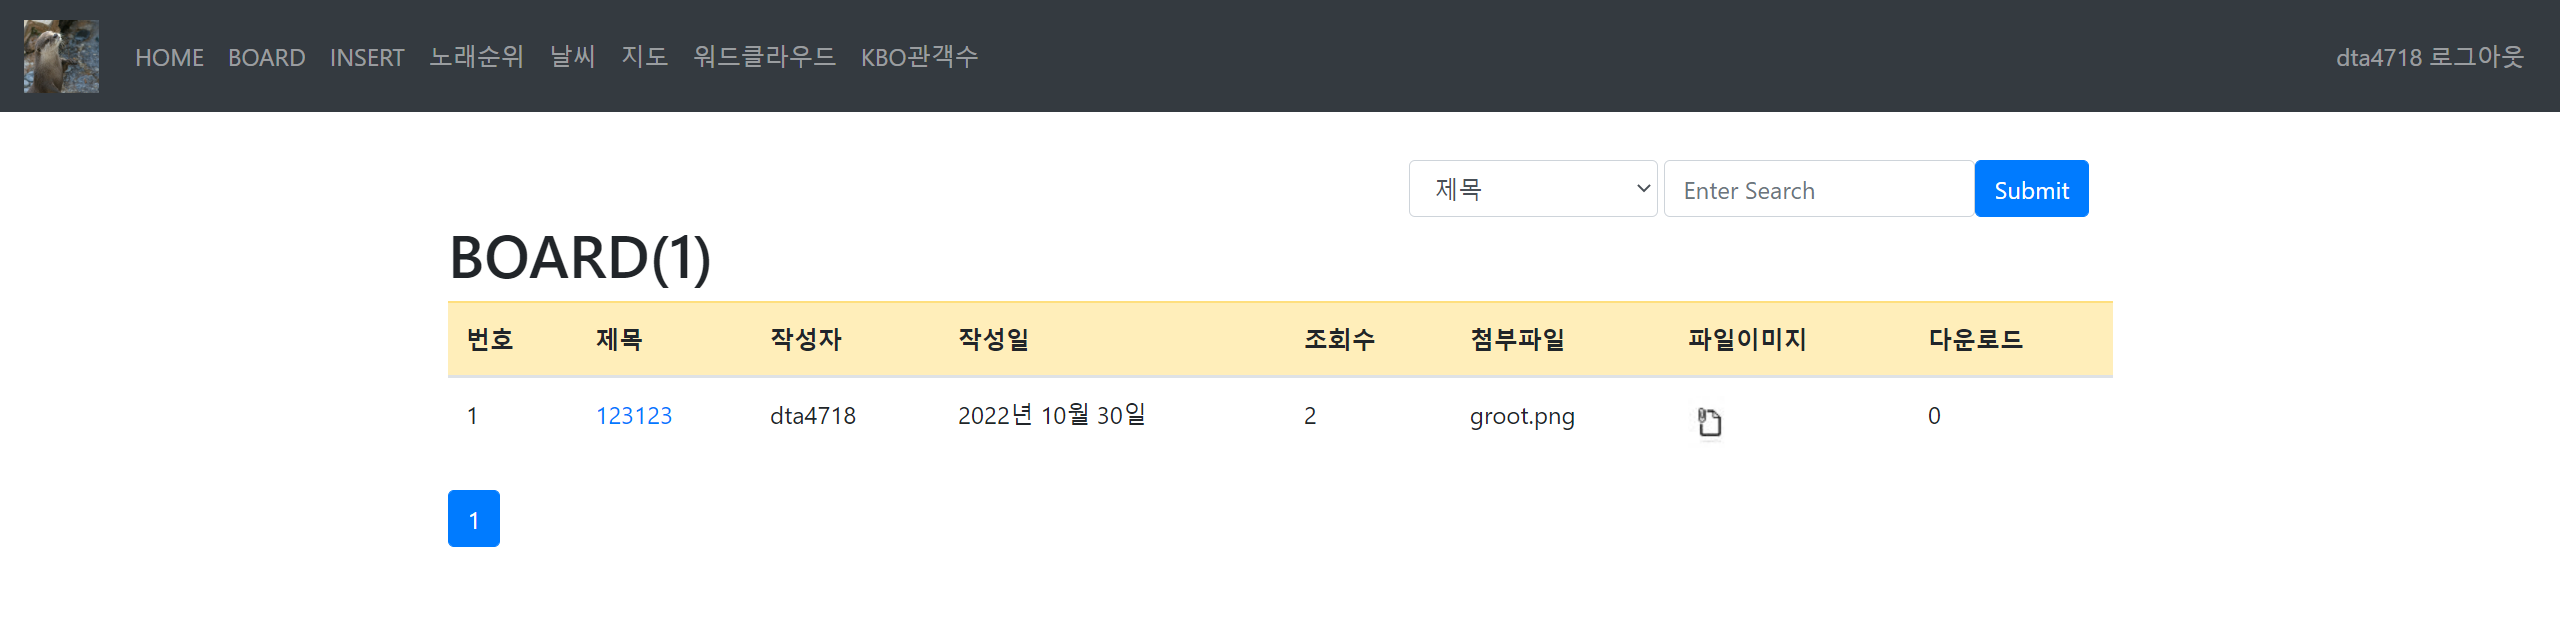 HOME BOARD INSERT 노래순위 날씨 지도 워드클라우드 KBO관객수 dta4718 로그아웃
제목 Enter Search Submit
BOARD(1)
번호 제목 작성자 작성일 조회수 첨부파일 파일이미지 다운로드
1 123123 dta4718 2022년 10월 30일 2 groot.png 0
1